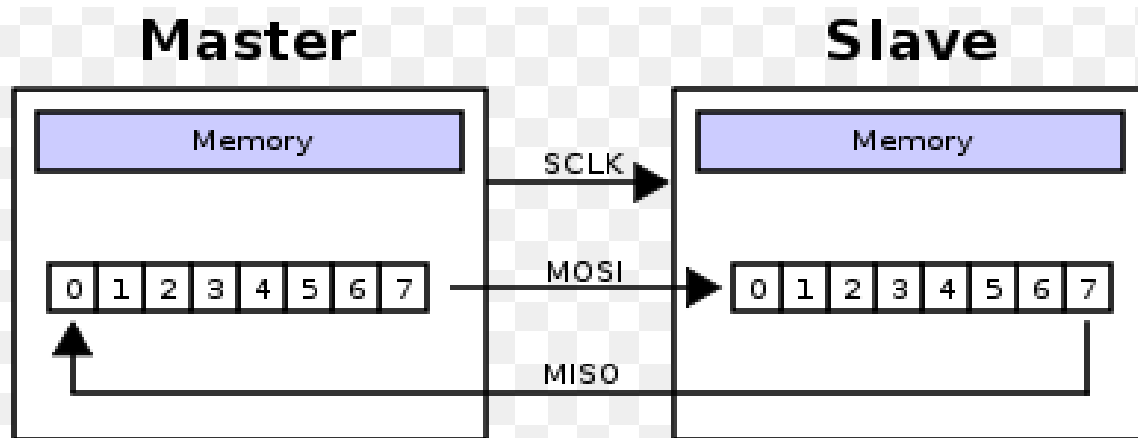 Master Slave
Memory Memory
SCLK
MOSI
0 1 2 3 4 5 6 7 0 1 2 3 4 5 6 7
MISO